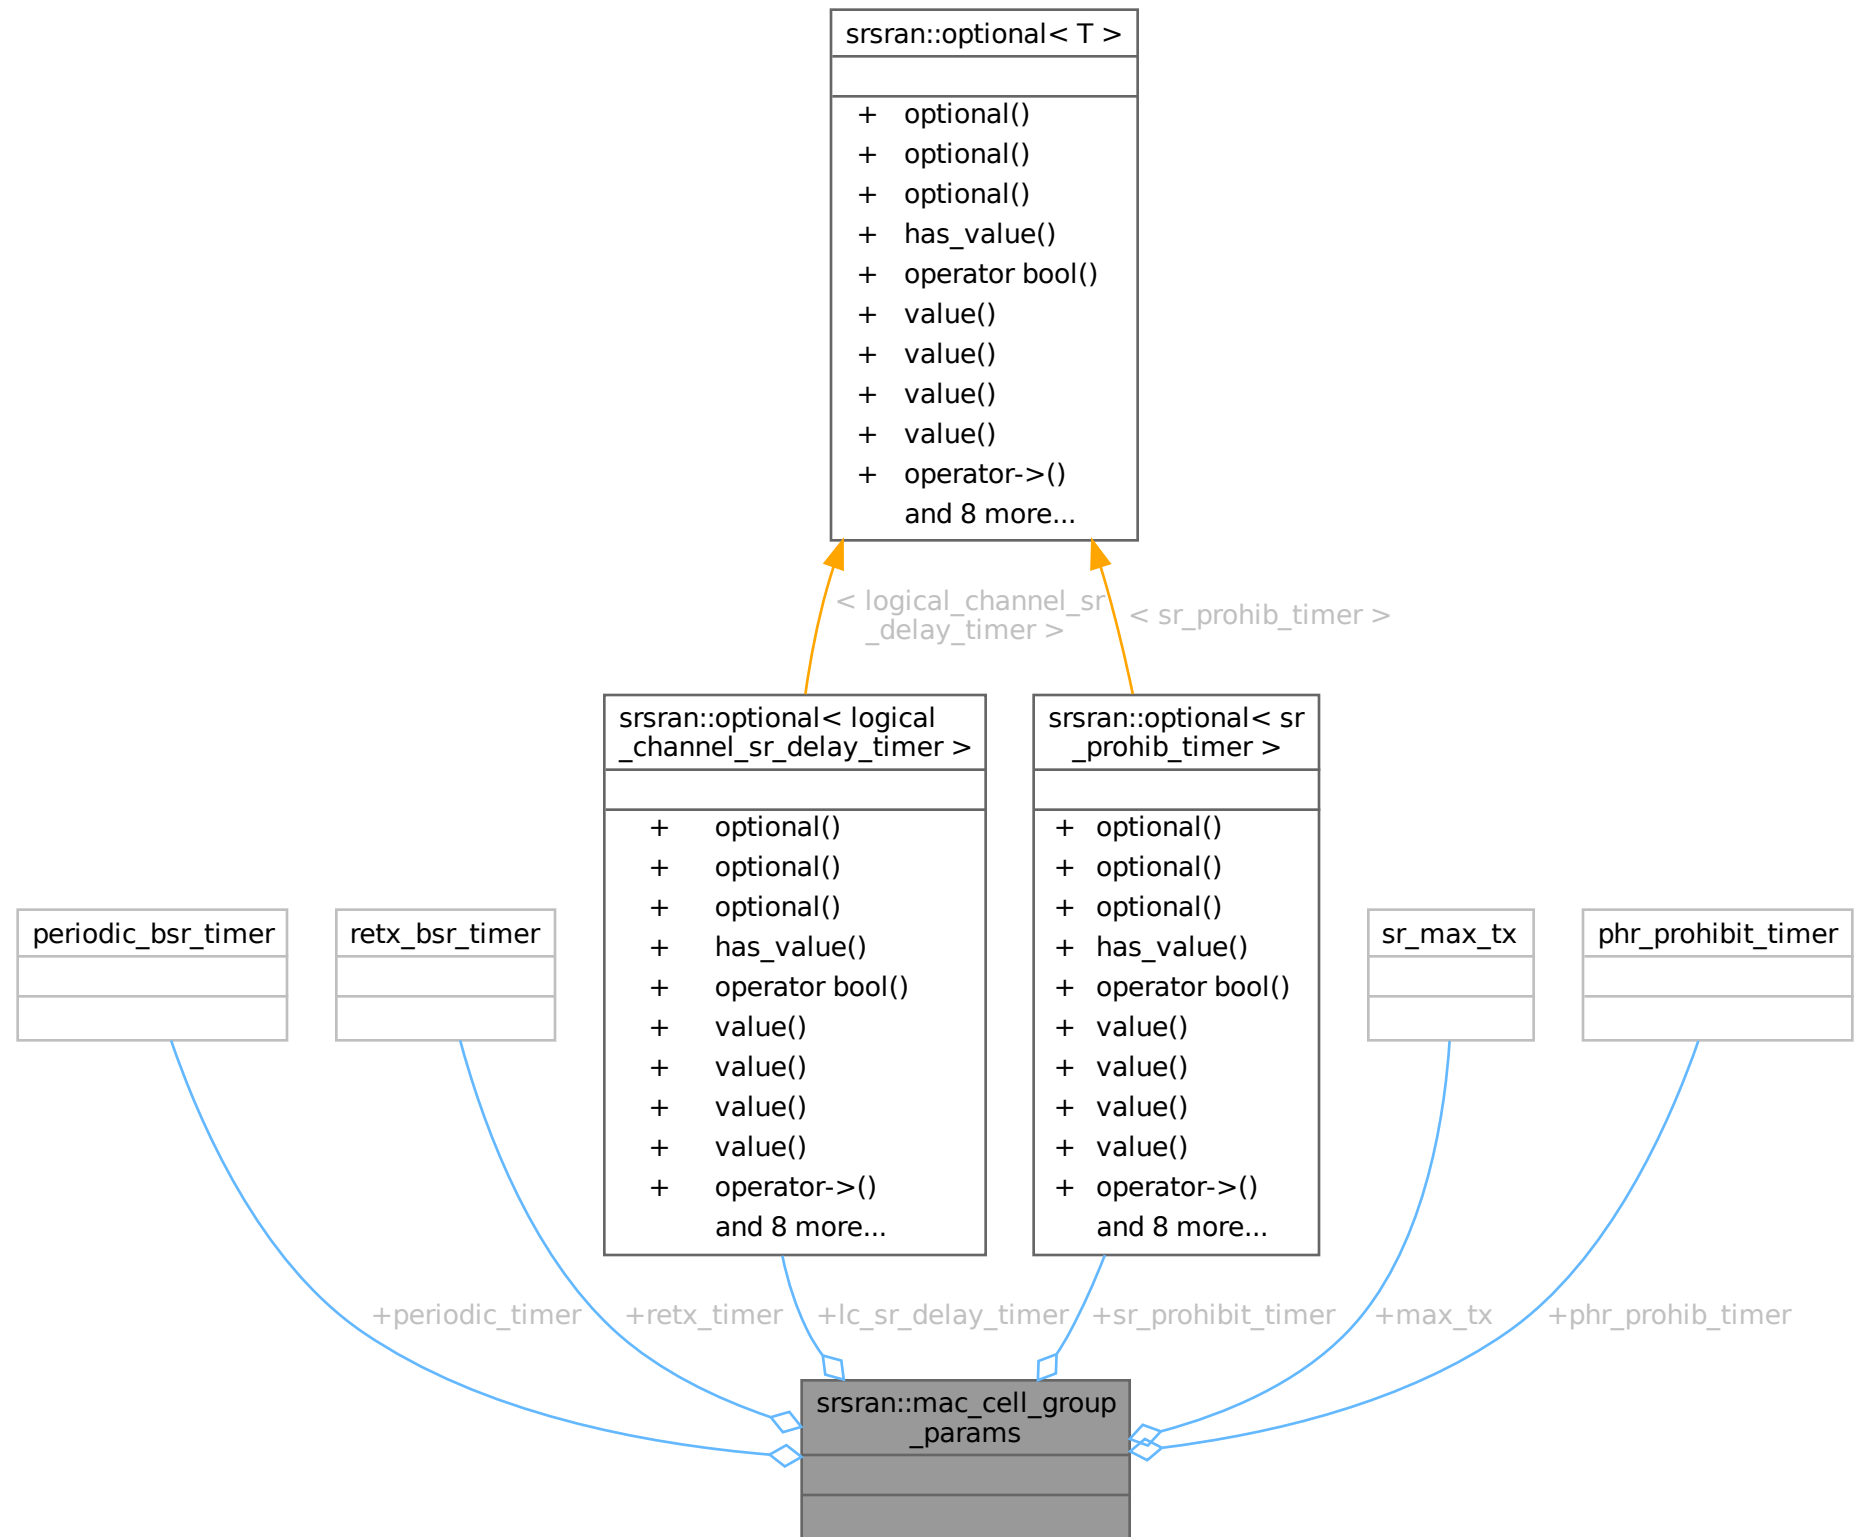 srsran::optional< T >
+ optional()
+ optional()
+ optional()
+ has_value()
+ operator bool()
+ value()
+ value()
+ value()
+ value()
+ operator->()
and 8 more...
< logical_channel_sr
_delay_timer >
< sr_prohib_timer >
srsran::optional< logical
_channel_sr_delay_timer >
+ optional()
+ optional()
+ optional()
+ has_value()
+ operator bool()
+ value()
+ value()
+ value()
+ value()
+ operator->()
and 8 more...
srsran::optional< sr
_prohib_timer >
+ optional()
+ optional()
+ optional()
+ has_value()
+ operator bool()
+ value()
+ value()
+ value()
+ value()
+ operator->()
and 8 more...
periodic_bsr_timer
retx_bsr_timer
sr_max_tx
phr_prohibit_timer
+periodic_timer
+retx_timer
+lc_sr_delay_timer
+sr_prohibit_timer
+max_tx
+phr_prohib_timer
srsran::mac_cell_group
_params